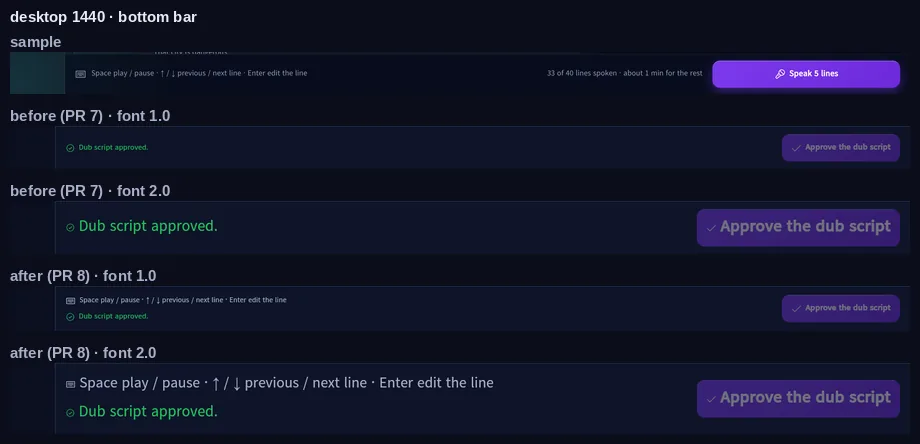 desktop 1440 · bottom bar
sample
Space play / pause · ↑ / ↓ previous / next line · Enter edit the line
33 of 40 lines spoken · about 1 min for the rest
Speak 5 lines
before (PR 7) · font 1.0
Dub script approved.
Approve the dub script
before (PR 7) · font 2.0
Dub script approved.
Approve the dub script
after (PR 8) · font 1.0
Space play / pause · ↑ / ↓ previous / next line · Enter edit the line
Dub script approved.
Approve the dub script
after (PR 8) · font 2.0
Space play / pause · ↑ / ↓ previous / next line · Enter edit the line
Dub script approved.
Approve the dub script